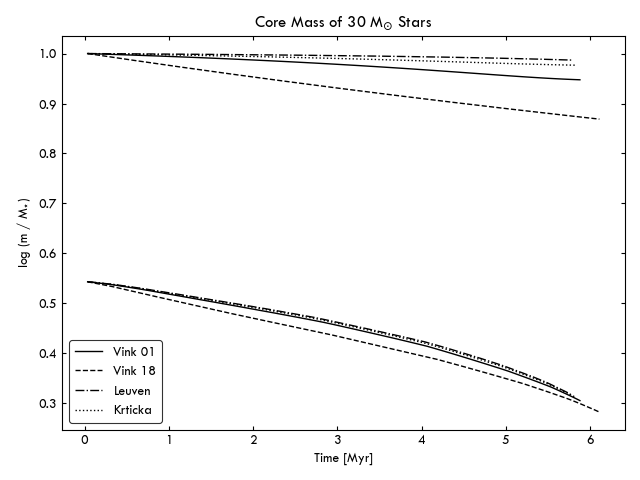 Core Mass of 30 M☉ Stars
log (m / M⋆)
1.0
0.9
0.8
0.7
0.6
0.5
0.4
0.3
Vink 01
Vink 18
Leuven
Krticka
0 1 2 3 4 5 6
Time [Myr]